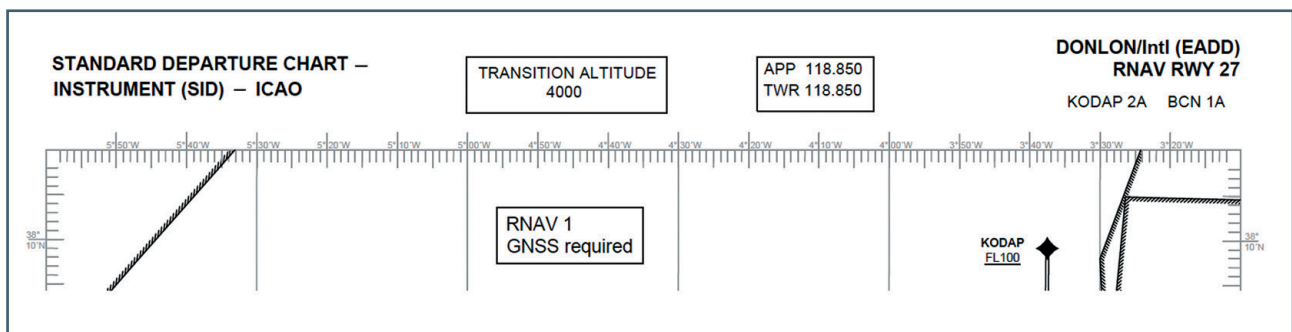 STANDARD DEPARTURE CHART –
INSTRUMENT (SID) – ICAO
TRANSITION ALTITUDE
4000
APP 118.850
TWR 118.850
DONLON/Intl (EADD)
RNAV RWY 27
KODAP 2A BCN 1A
5°50'W 5°40'W 5°30'W 5°20'W 5°10'W 5°00'W 4°50'W 4°40'W 4°30'W 4°20'W 4°10'W 4°00'W 3°50'W 3°40'W 3°30'W 3°20'W
RNAV 1
GNSS required
38°
10'N
KODAP
FL100
38°
10'N